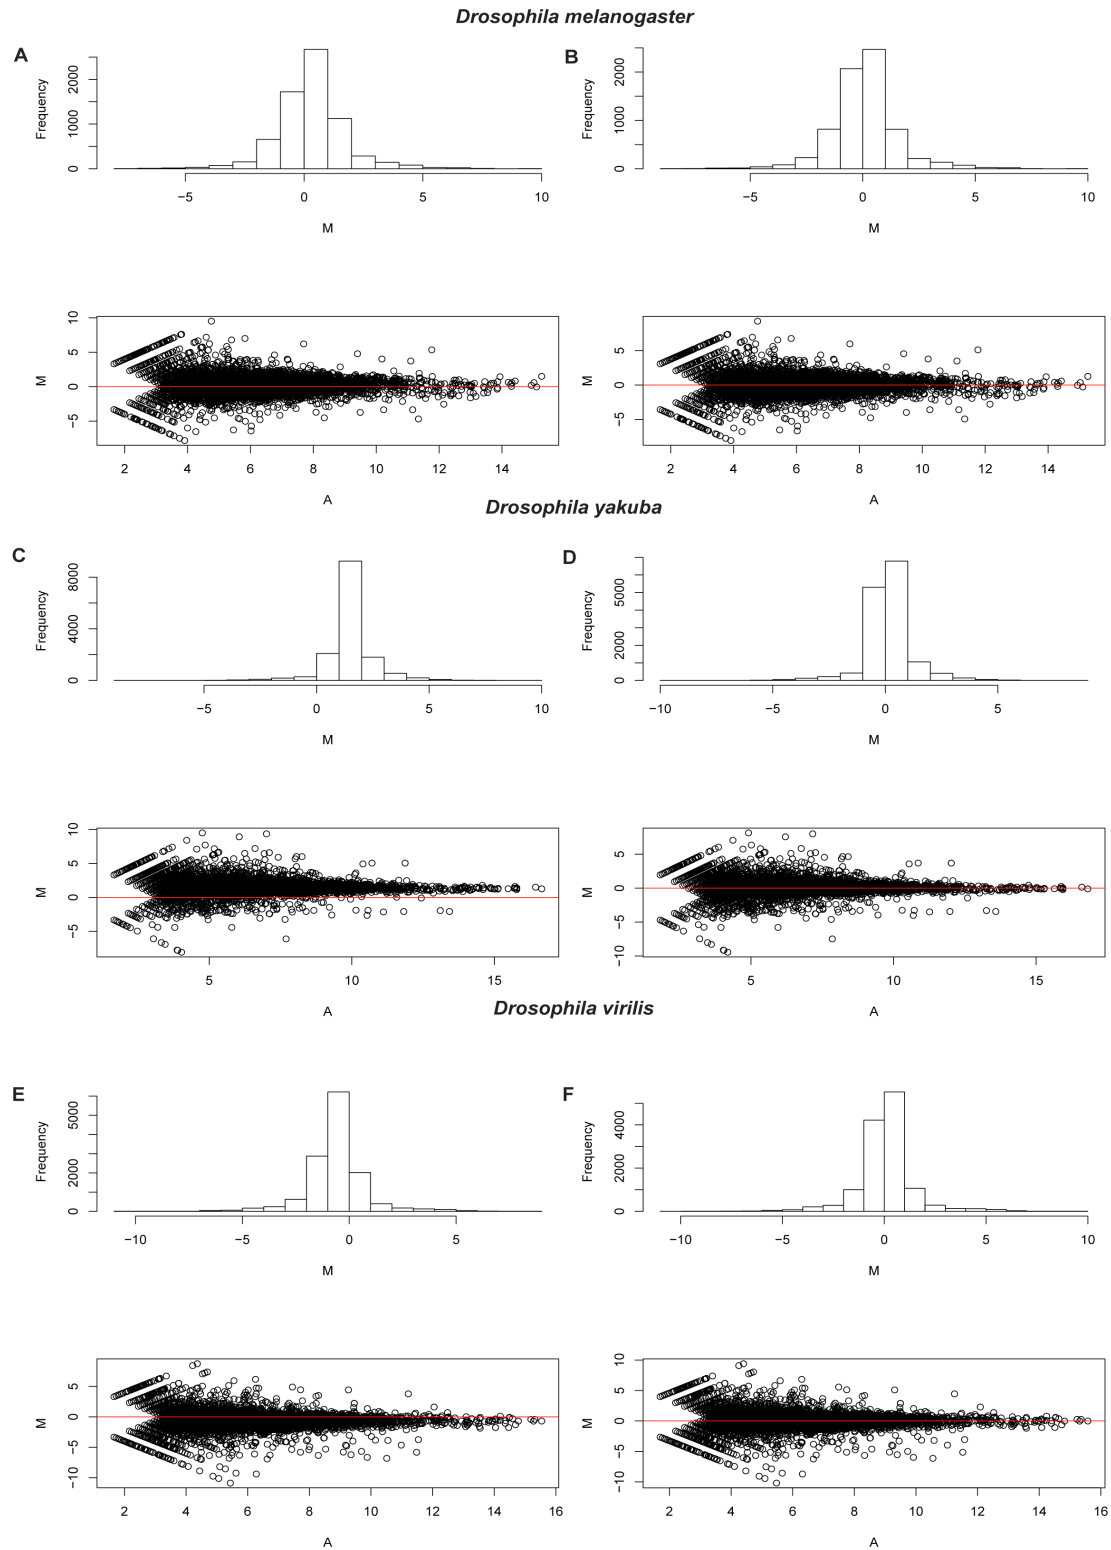 Drosophila melanogaster
A
Frequency
0 1000 2000
−5 0 5 10
M
M
−5 0 5 10
2 4 6 8 10 12 14
A
B
Frequency
0 1000 2000
−5 0 5 10
M
M
−5 0 5
2 4 6 8 10 12 14
A
Drosophila yakuba
C
Frequency
0 4000 8000
−5 0 5 10
M
M
−5 0 5 10
5 10 15
A
D
Frequency
0 2000 5000
−10 −5 0 5
M
M
−10 −5 0 5
5 10 15
A
Drosophila virilis
E
Frequency
0 2000 5000
−10 −5 0 5
M
M
−10 −5 0 5
2 4 6 8 10 12 14 16
A
F
Frequency
0 2000 4000
−10 −5 0 5 10
M
M
−10 −5 0 5 10
2 4 6 8 10 12 14 16
A